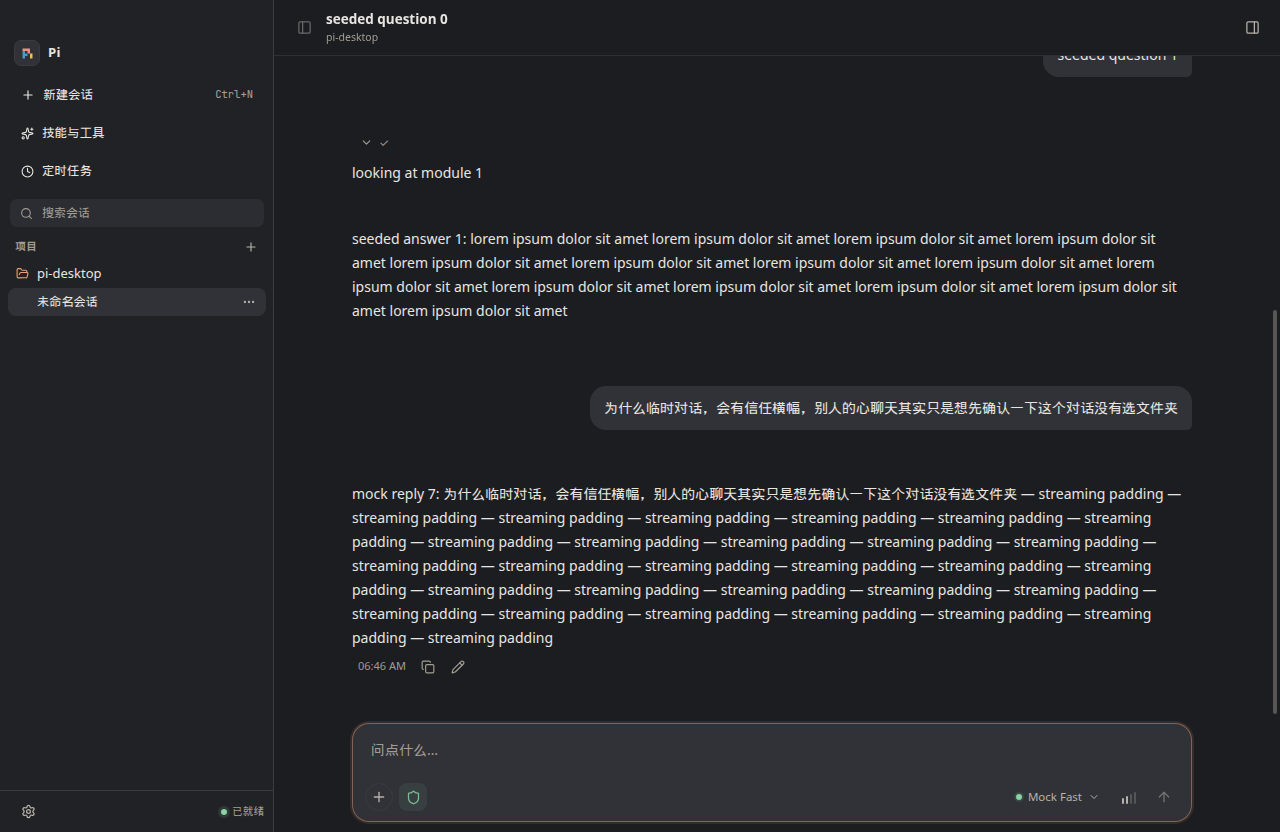 seeded question 0
pi-desktop
Pi
新建会话
Ctrl+N
技能与工具
定时任务
搜索会话
项目
pi-desktop
未命名会话
已就绪
seeded question 1
looking at module 1
seeded answer 1: lorem ipsum dolor sit amet lorem ipsum dolor sit amet lorem ipsum dolor sit amet lorem ipsum dolor sit
amet lorem ipsum dolor sit amet lorem ipsum dolor sit amet lorem ipsum dolor sit amet lorem ipsum dolor sit amet lorem
ipsum dolor sit amet lorem ipsum dolor sit amet lorem ipsum dolor sit amet lorem ipsum dolor sit amet lorem ipsum dolor sit
amet lorem ipsum dolor sit amet
为什么临时对话，会有信任横幅，别人的心聊天其实只是想先确认一下这个对话没有选文件夹
mock reply 7: 为什么临时对话，会有信任横幅，别人的心聊天其实只是想先确认一下这个对话没有选文件夹 — streaming padding —
streaming padding — streaming padding — streaming padding — streaming padding — streaming padding — streaming
padding — streaming padding — streaming padding — streaming padding — streaming padding — streaming padding —
streaming padding — streaming padding — streaming padding — streaming padding — streaming padding — streaming
padding — streaming padding — streaming padding — streaming padding — streaming padding — streaming padding —
streaming padding — streaming padding — streaming padding — streaming padding — streaming padding — streaming
padding — streaming padding
06:46 AM
问点什么...
Mock Fast